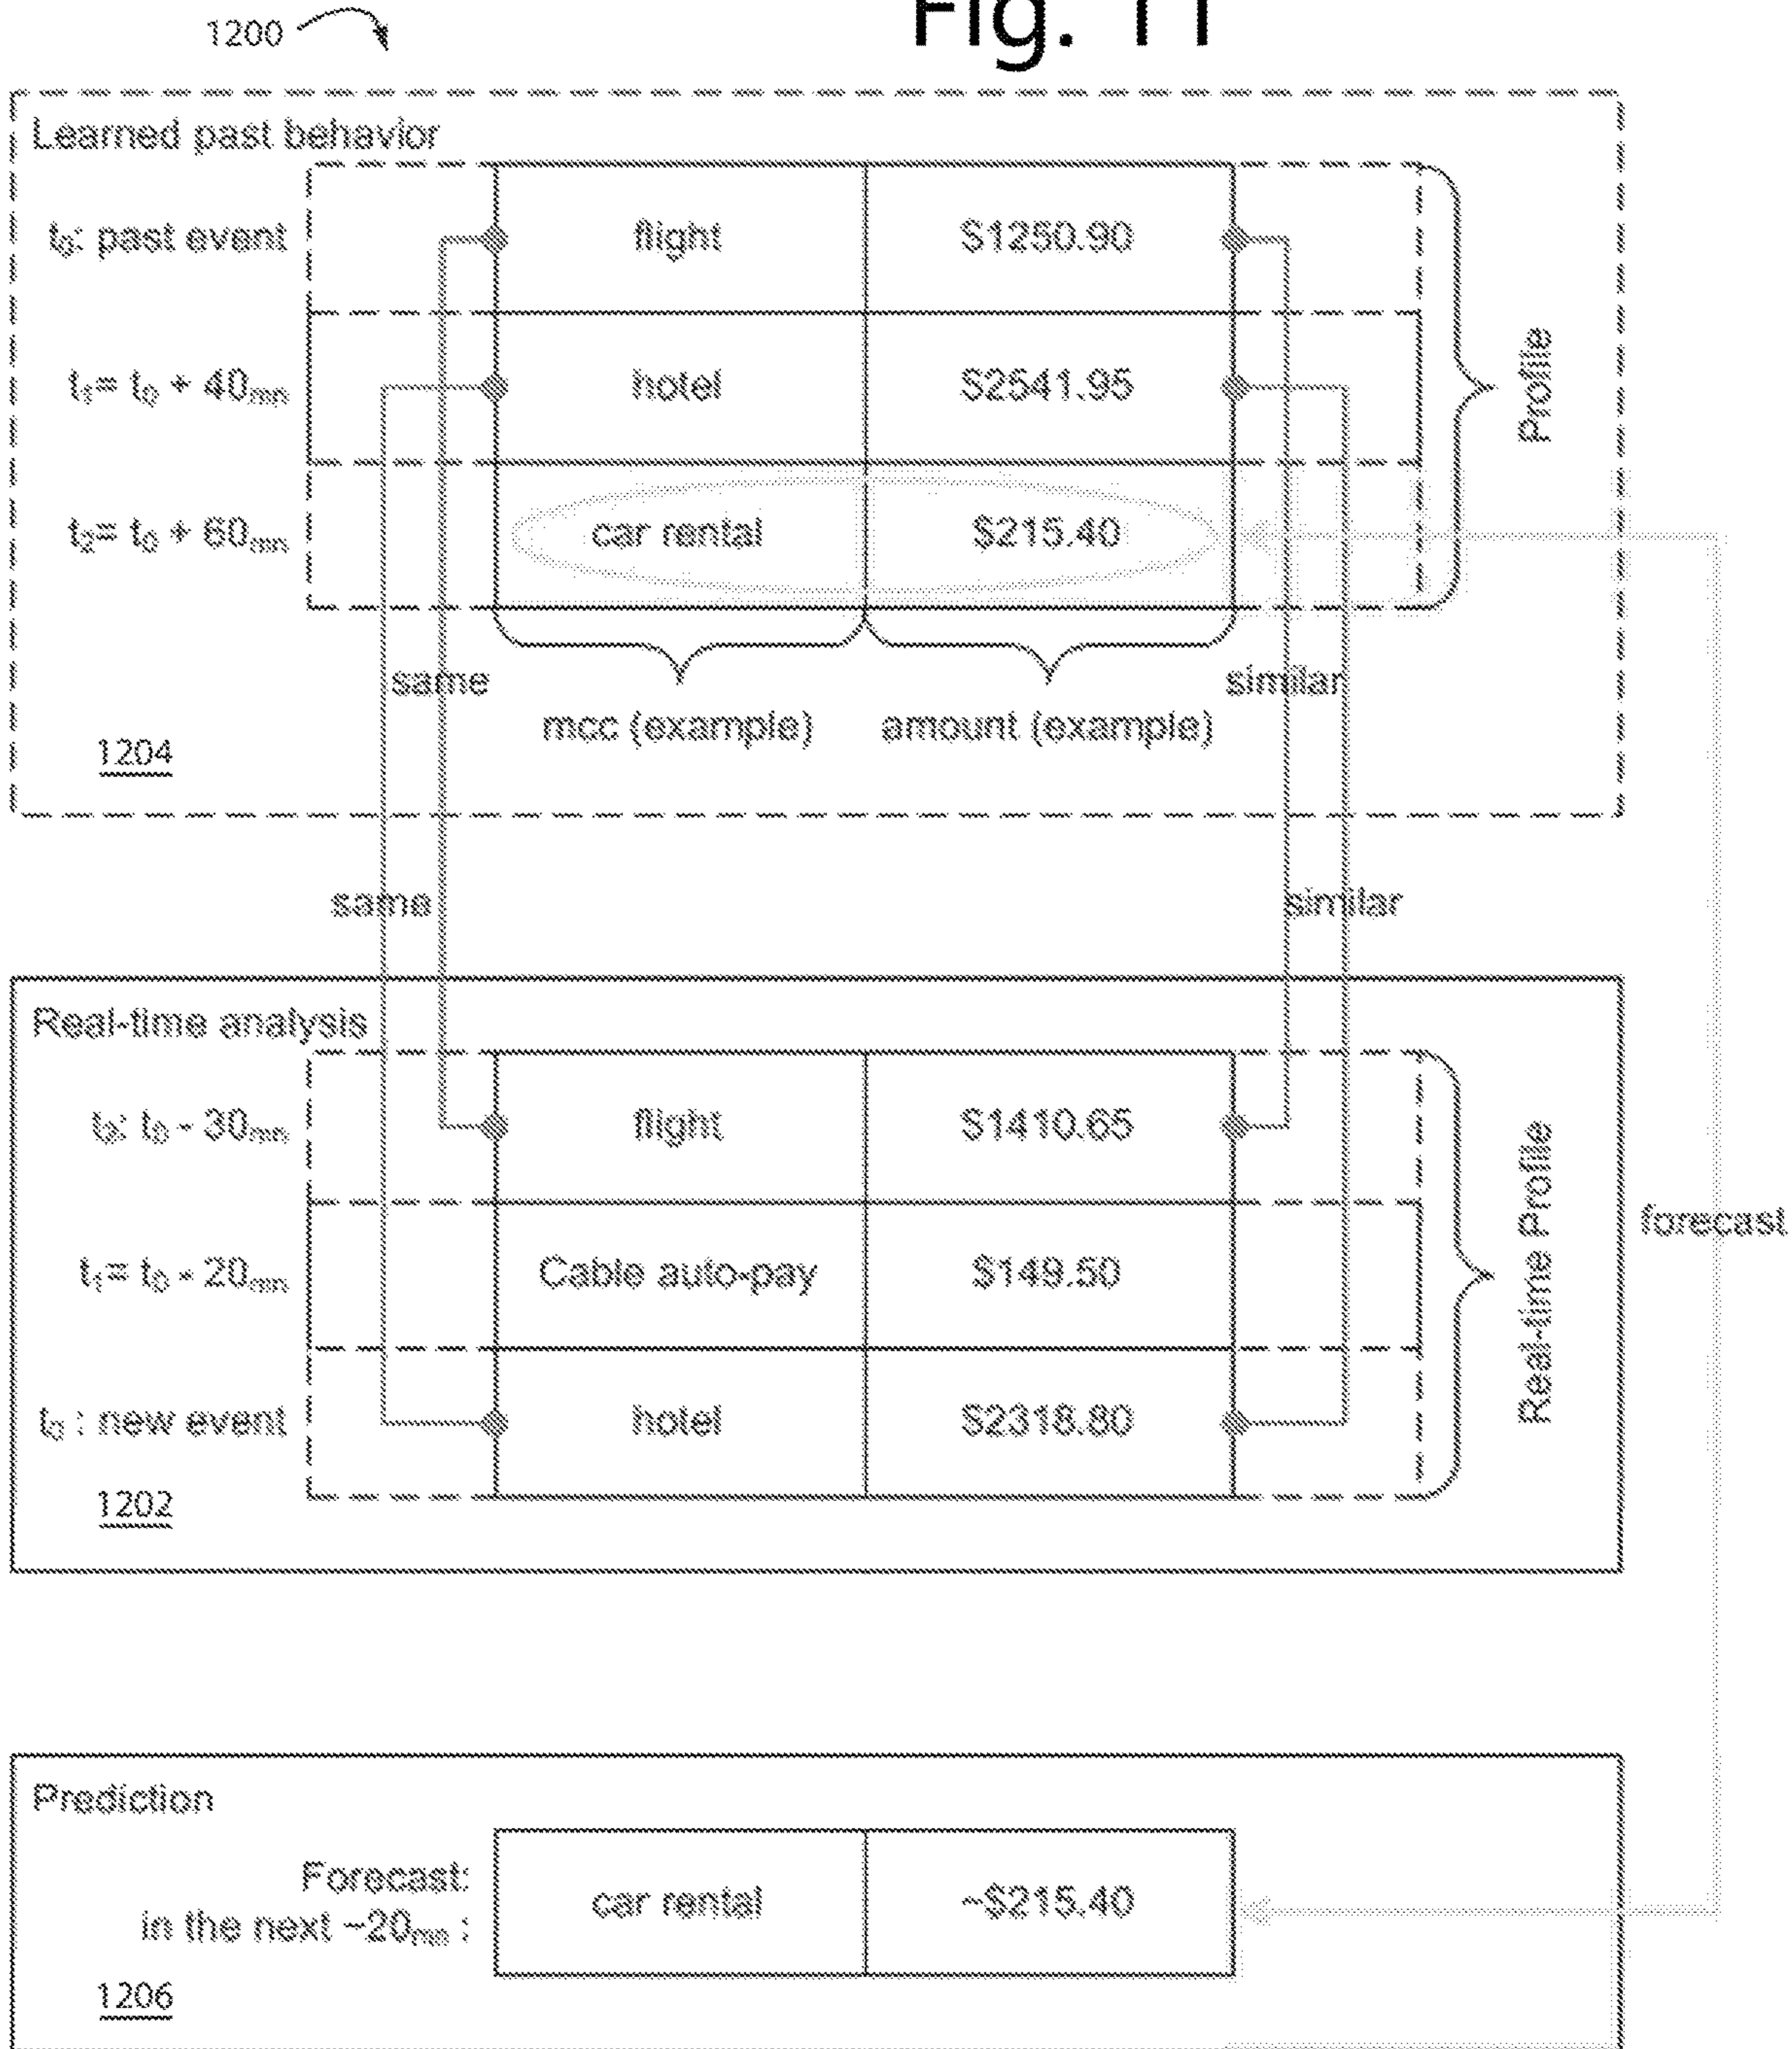 Fig. 11
1200
Learned past behavior
t0: past event flight $1250.90
t1= t0 + 40mn hotel $2541.95
t2= t0 + 60mn car rental $215.40
Profile
same similar
mcc (example) amount (example)
1204
same similar
Real-time analysis
t2: t0 - 30mn flight $1410.65
t1= t0 - 20mn Cable auto-pay $149.50
t0 : new event hotel $2318.80
Real-time Profile
forecast
1202
Prediction
Forecast:
in the next ~20mn : car rental ~$215.40
1206